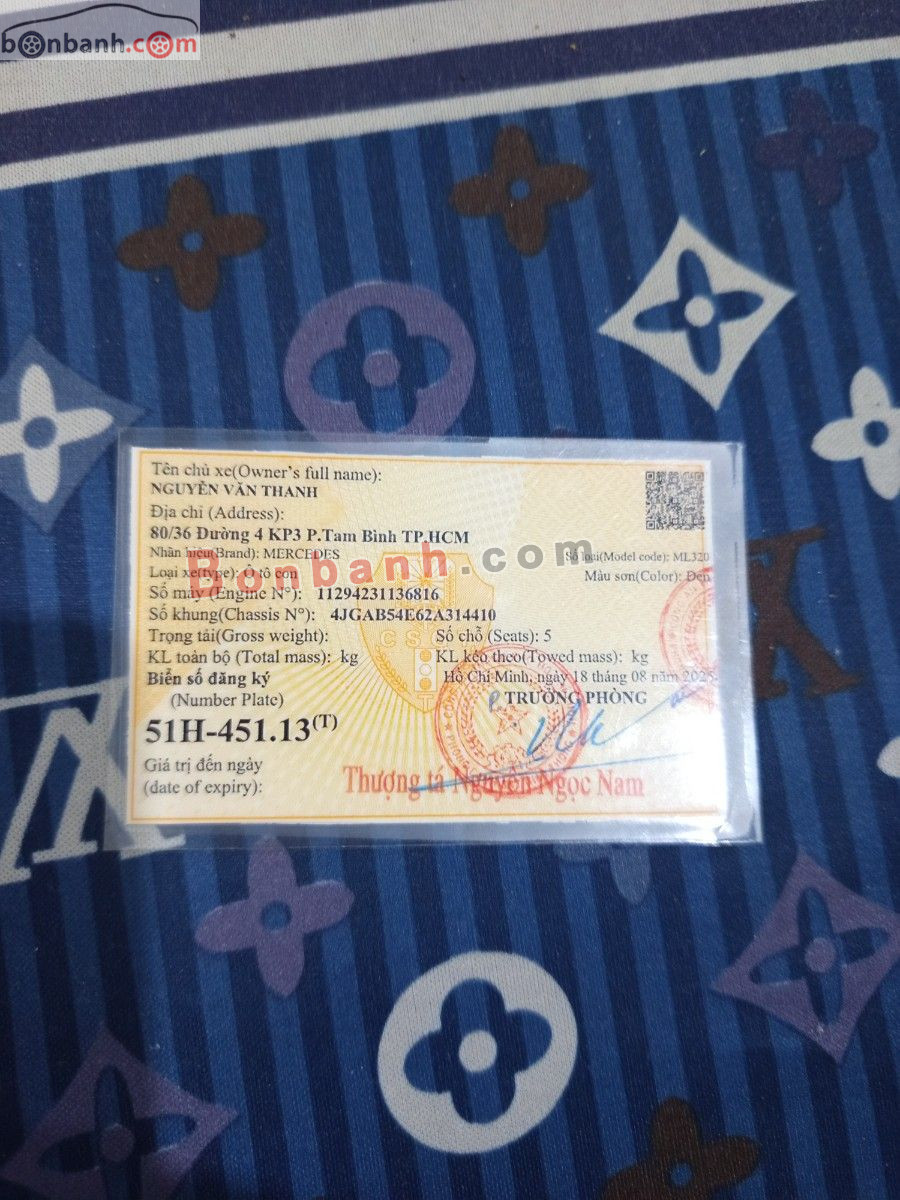 bonbanh.com
Tên chủ xe(Owner's full name):
NGUYỄN VĂN THANH
Địa chỉ (Address):
80/36 Đường 4 KP3 P.Tam Bình TP.HCM
Nhãn hiệu(Brand): MERCEDES Số loại(Model code): ML320
Bonbanh.com
Loại xe(type): Ô tô con Màu sơn(Color): Đen
Số máy (Engine N°): 11294231136816
Số khung(Chassis N°): 4JGAB54E62A314410
Trọng tải(Gross weight): Số chỗ (Seats): 5
KL toàn bộ (Total mass): kg KL kéo theo(Towed mass): kg
Biển số đăng ký Hồ Chí Minh, ngày 18 tháng 08 năm 2025
(Number Plate) P.TRƯỞNG PHÒNG
51H-451.13(T)
Giá trị đến ngày
(date of expiry): Thượng tá Nguyễn Ngọc Nam